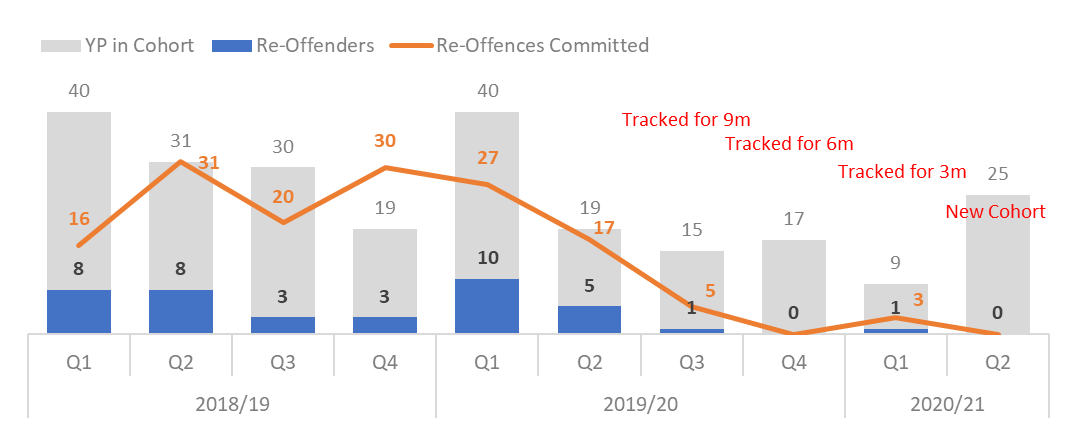 YP in Cohort Re-Offenders Re-Offences Committed
40 31 30 19 40 19 15 17 9 25
16 31 20 30 27 17 5 3
8 8 3 3 10 5 1 0 1 0
Tracked for 9m
Tracked for 6m
Tracked for 3m
New Cohort
Q1 Q2 Q3 Q4 Q1 Q2 Q3 Q4 Q1 Q2
2018/19 2019/20 2020/21